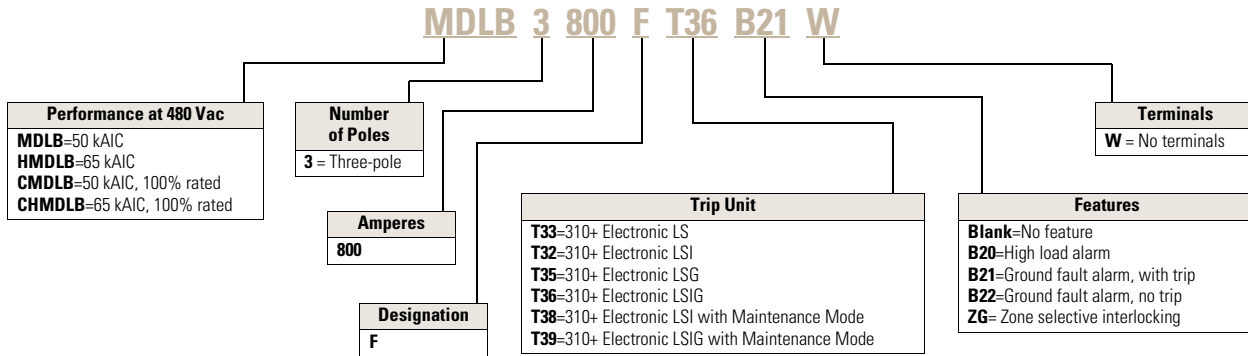 MDLB 3 800 F T36 B21 W
Performance at 480 Vac
MDLB=50 kAIC
HMDLB=65 kAIC
CMDLB=50 kAIC, 100% rated
CHMDLB=65 kAIC, 100% rated
Number
of Poles
3 = Three-pole
Amperes
800
Designation
F
Trip Unit
T33=310+ Electronic LS
T32=310+ Electronic LSI
T35=310+ Electronic LSG
T36=310+ Electronic LSIG
T38=310+ Electronic LSI with Maintenance Mode
T39=310+ Electronic LSIG with Maintenance Mode
Features
Blank=No feature
B20=High load alarm
B21=Ground fault alarm, with trip
B22=Ground fault alarm, no trip
ZG= Zone selective interlocking
Terminals
W = No terminals